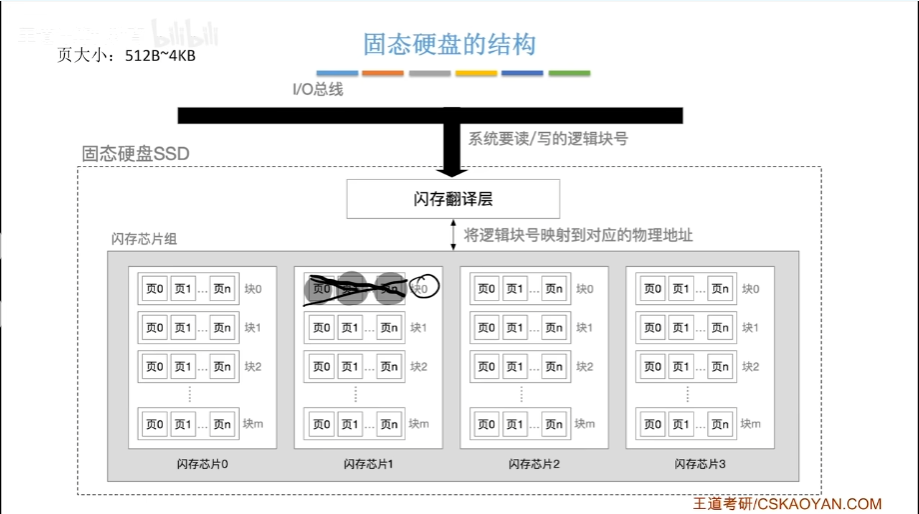 bilibili
固态硬盘的结构
页大小：512B~4KB
I/O总线
系统要读/写的逻辑块号
固态硬盘SSD
闪存翻译层
将逻辑块号映射到对应的物理地址
闪存芯片组
页0 页1 ... 页n 块0
页0 页1 ... 页n 块1
页0 页1 ... 页n 块2
页0 页1 ... 页n 块m
闪存芯片0
页0 页n 块0
页0 页1 ... 页n 块1
页0 页1 ... 页n 块2
页0 页1 ... 页n 块m
闪存芯片1
页0 页1 ... 页n 块0
页0 页1 ... 页n 块1
页0 页1 ... 页n 块2
页0 页1 ... 页n 块m
闪存芯片2
页0 页1 ... 页n 块0
页0 页1 ... 页n 块1
页0 页1 ... 页n 块2
页0 页1 ... 页n 块m
闪存芯片3
王道考研/CSKAOYAN.COM